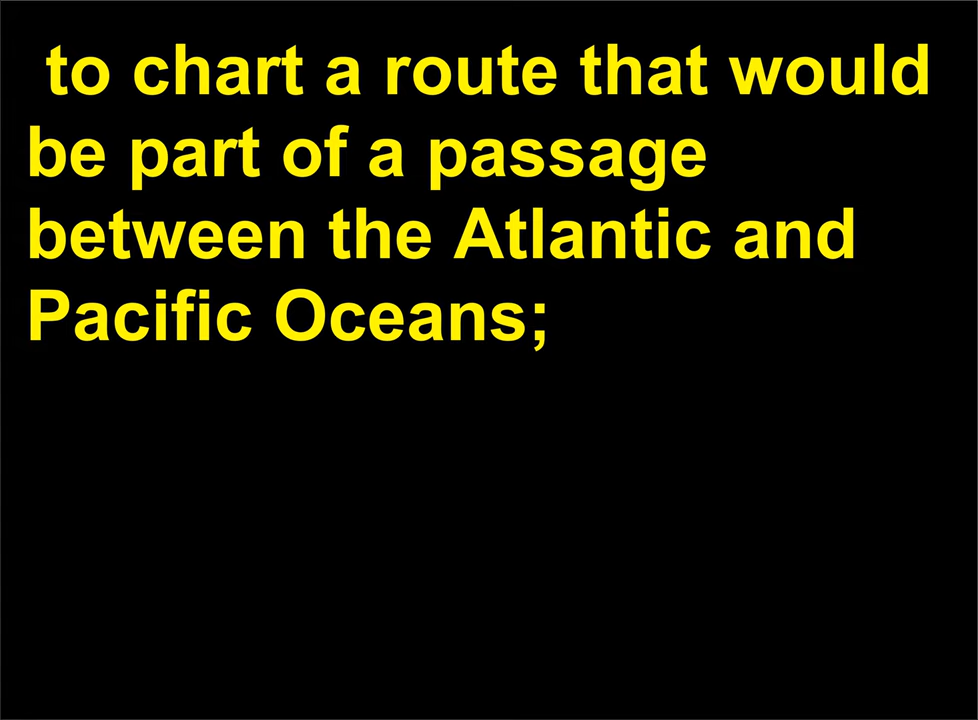 to chart a route that would
be part of a passage
between the Atlantic and
Pacific Oceans;